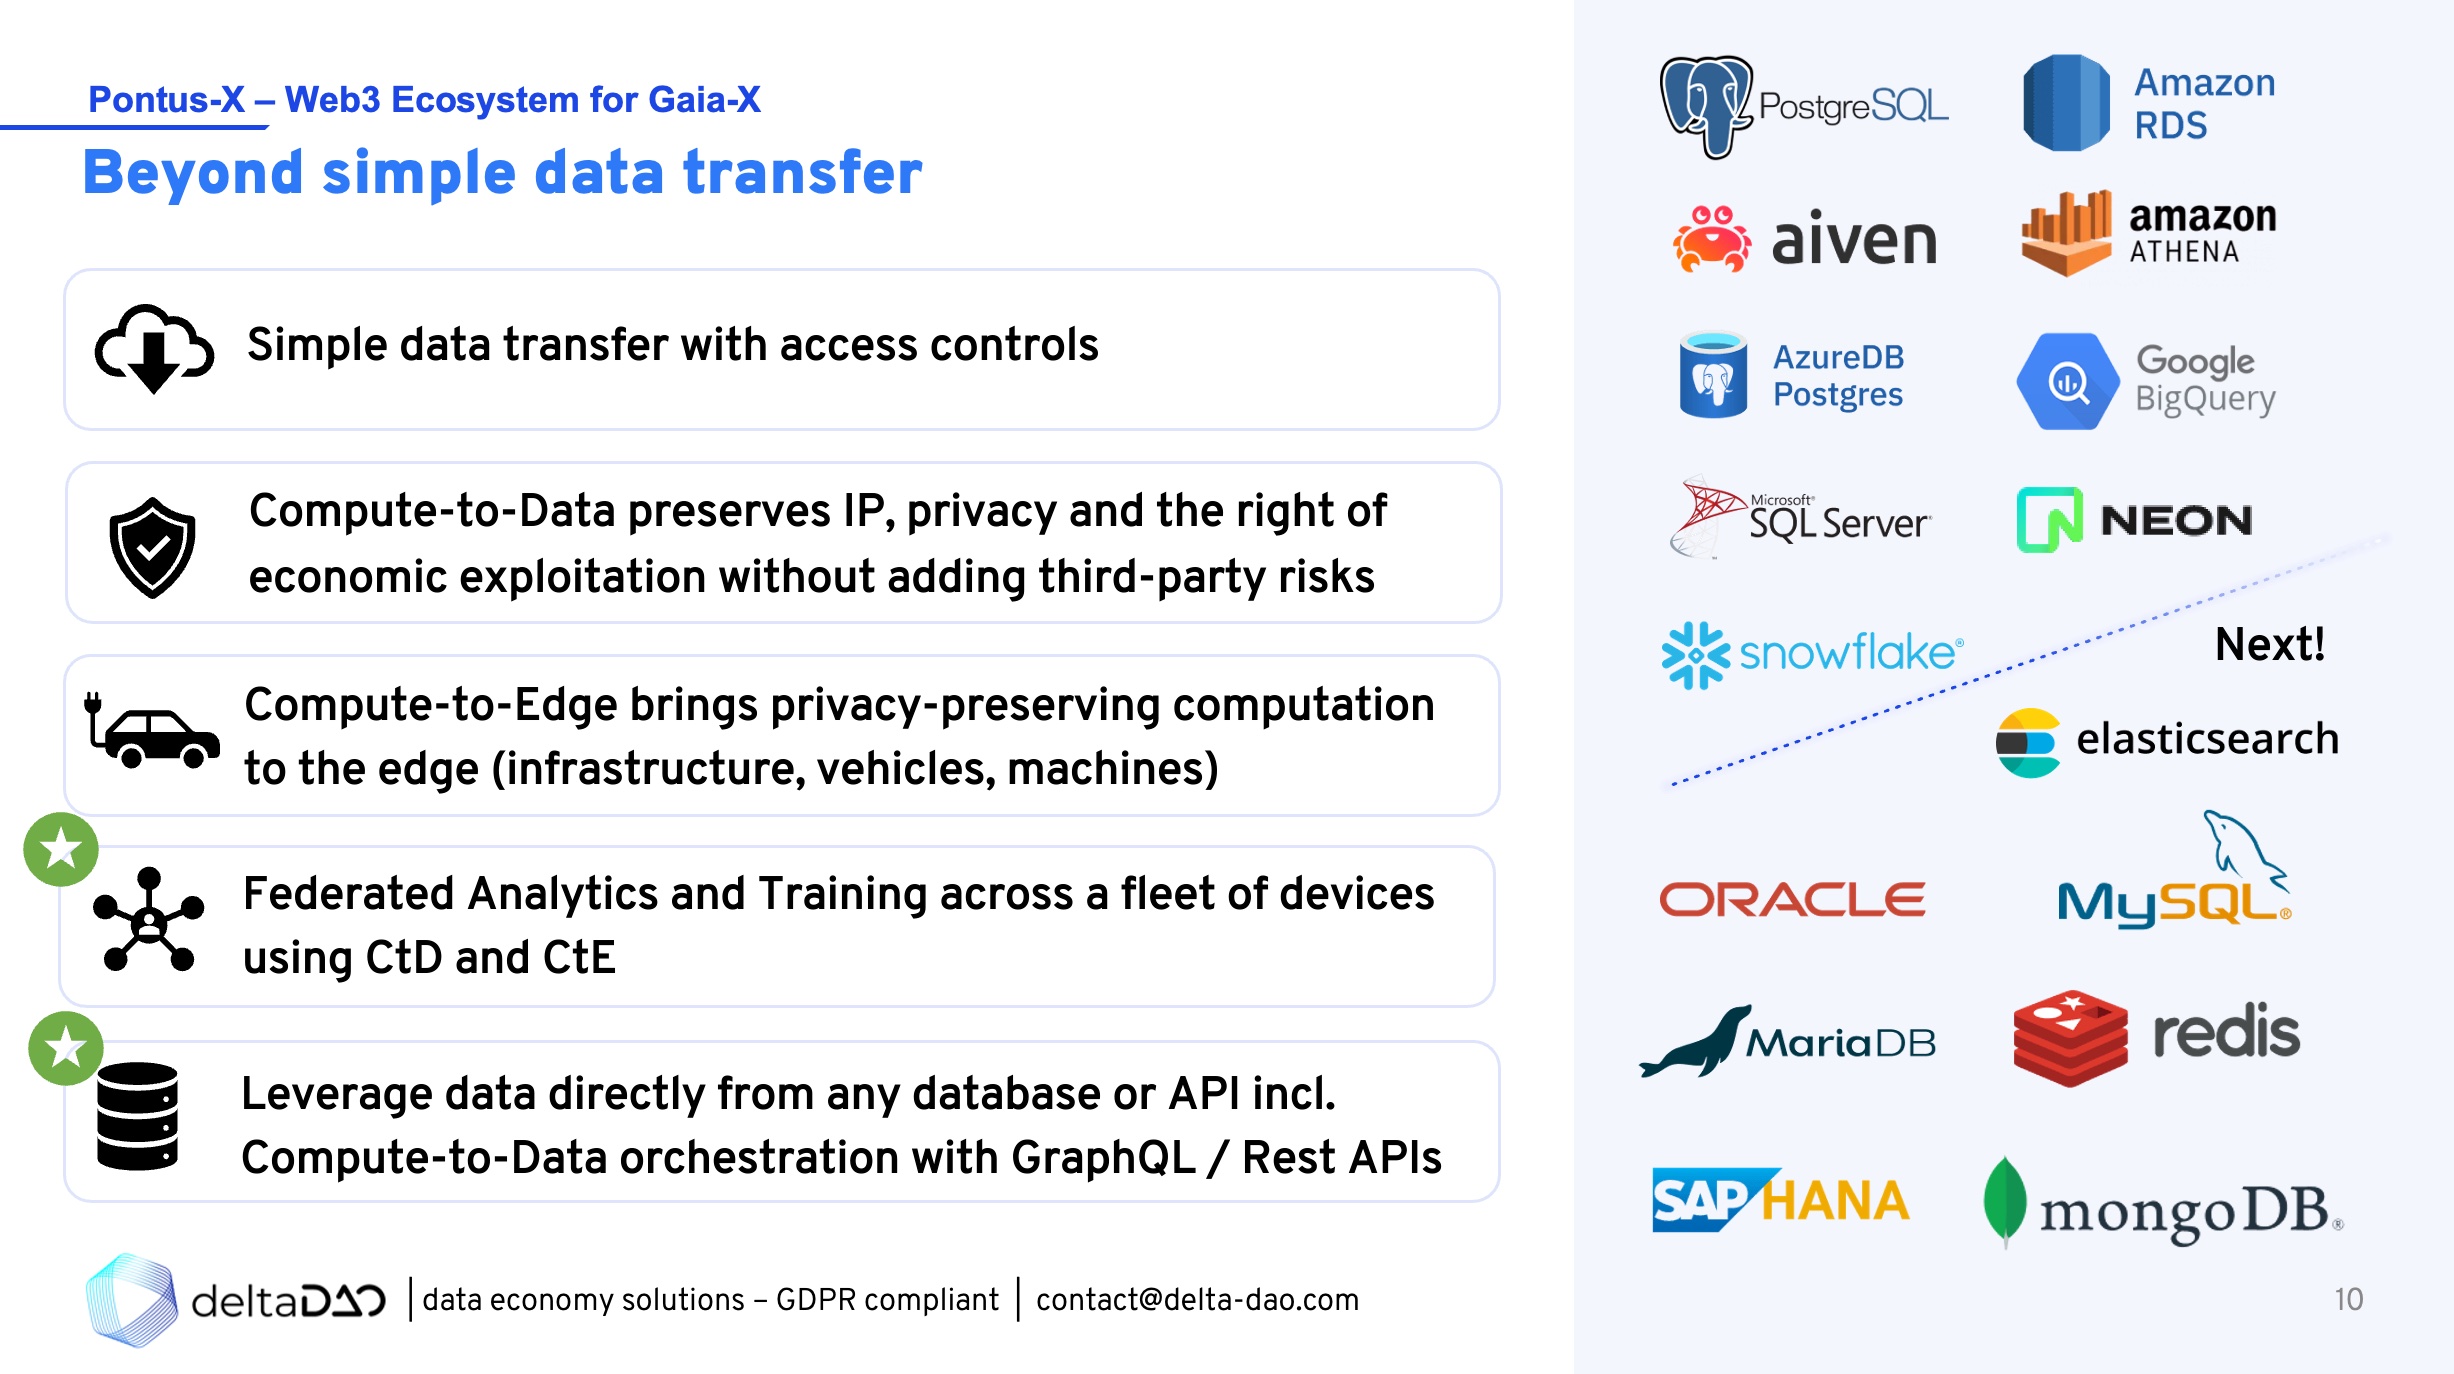 Pontus-X – Web3 Ecosystem for Gaia-X
Beyond simple data transfer
Simple data transfer with access controls
Compute-to-Data preserves IP, privacy and the right of
economic exploitation without adding third-party risks
Compute-to-Edge brings privacy-preserving computation
to the edge (infrastructure, vehicles, machines)
Federated Analytics and Training across a fleet of devices
using CtD and CtE
Leverage data directly from any database or API incl.
Compute-to-Data orchestration with GraphQL / Rest APIs
deltaDAO | data economy solutions – GDPR compliant | contact@delta-dao.com
PostgreSQL
Amazon
RDS
aiven
amazon
ATHENA
AzureDB
Postgres
Google
BigQuery
Microsoft®
SQL Server
NEON
snowflake®
Next!
elasticsearch
ORACLE
MySQL®
MariaDB
redis
SAP HANA
mongoDB®
10